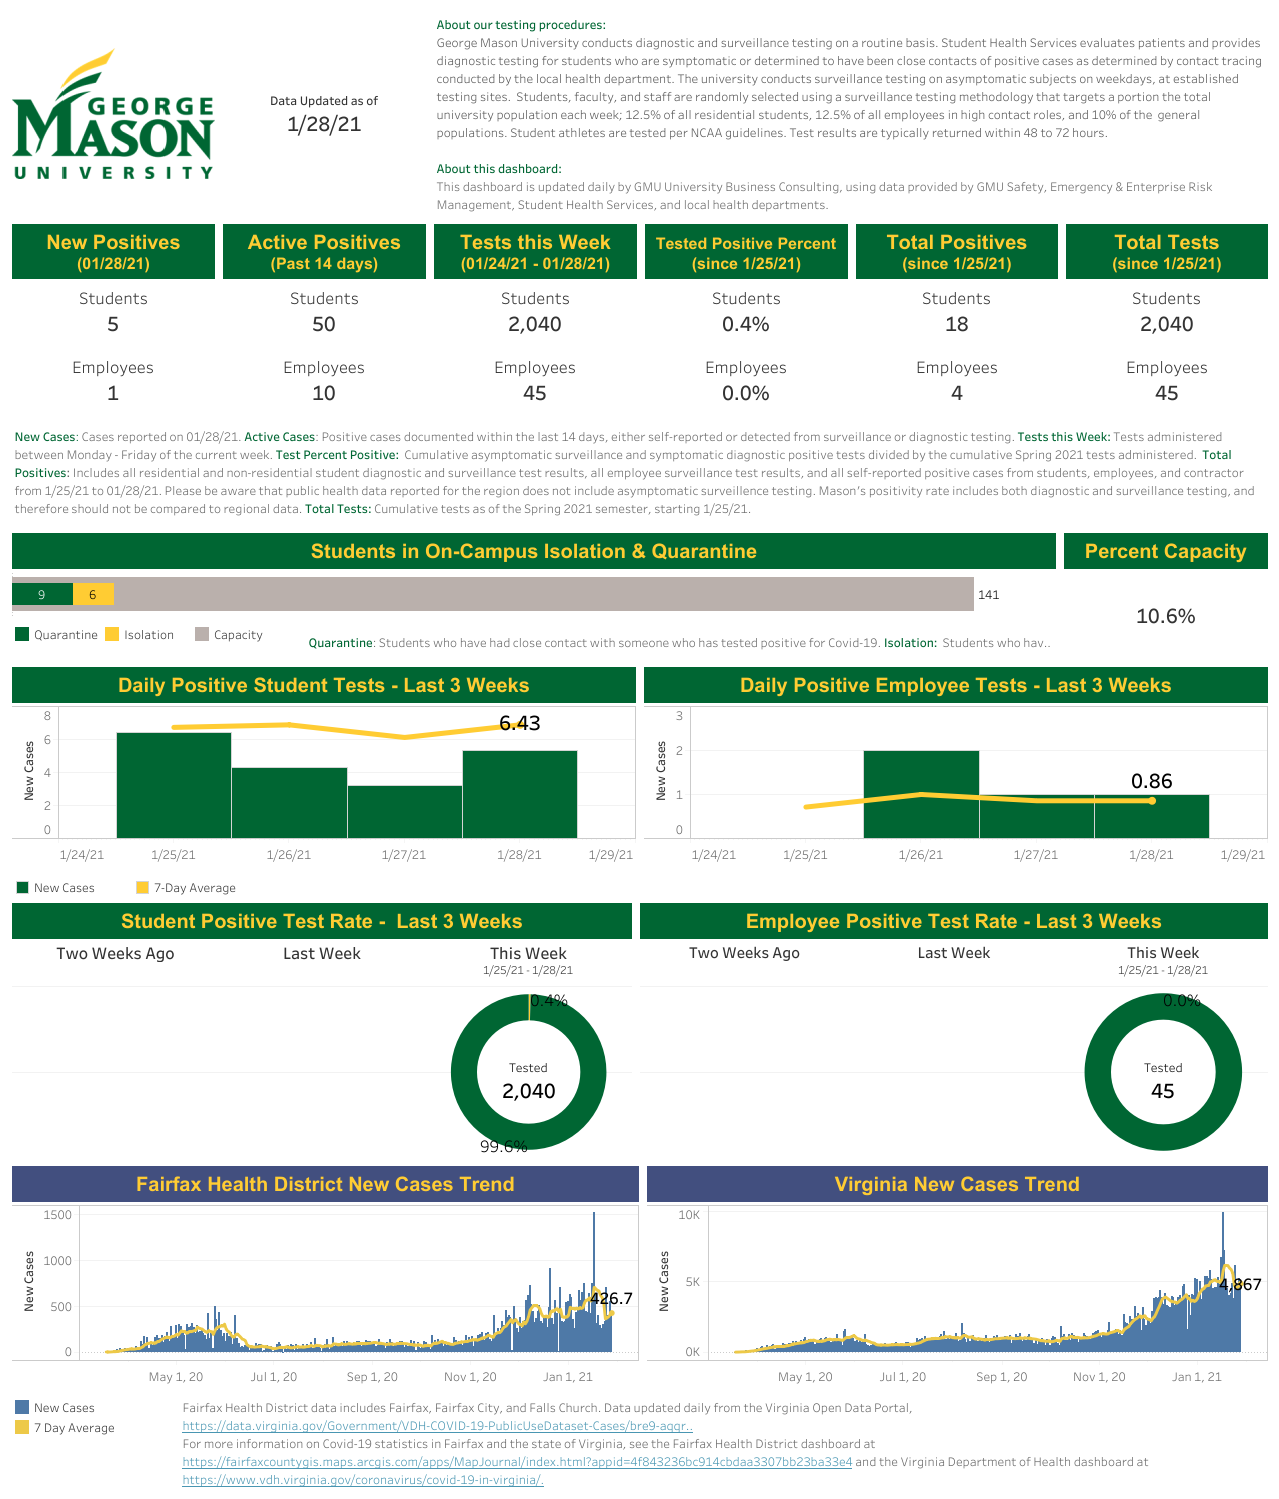 About our testing procedures:
George Mason University conducts diagnostic and surveillance testing on a routine basis. Student Health Services evaluates patients and provides
diagnostic testing for students who are symptomatic or determined to have been close contacts of positive cases as determined by contact tracing
conducted by the local health department. The university conducts surveillance testing on asymptomatic subjects on weekdays, at established
testing sites.  Students, faculty, and staff are randomly selected using a surveillance testing methodology that targets a portion the total
university population each week; 12.5% of all residential students, 12.5% of all employees in high contact roles, and 10% of the  general
populations. Student athletes are tested per NCAA guidelines. Test results are typically returned within 48 to 72 hours.
GEORGE
MASON
UNIVERSITY
Data Updated as of
1/28/21
About this dashboard:
This dashboard is updated daily by GMU University Business Consulting, using data provided by GMU Safety, Emergency & Enterprise Risk
Management, Student Health Services, and local health departments.
New Positives Active Positives Tests this Week Tested Positive Percent Total Positives Total Tests
(01/28/21) (Past 14 days) (01/24/21 - 01/28/21) (since 1/25/21) (since 1/25/21) (since 1/25/21)
Students Students Students Students Students Students
5 50 2,040 0.4% 18 2,040
Employees Employees Employees Employees Employees Employees
1 10 45 0.0% 4 45
New Cases: Cases reported on 01/28/21. Active Cases: Positive cases documented within the last 14 days, either self-reported or detected from surveillance or diagnostic testing. Tests this Week: Tests administered
between Monday - Friday of the current week. Test Percent Positive:  Cumulative asymptomatic surveillance and symptomatic diagnostic positive tests divided by the cumulative Spring 2021 tests administered.  Total
Positives: Includes all residential and non-residential student diagnostic and surveillance test results, all employee surveillance test results, and all self-reported positive cases from students, employees, and contractor
from 1/25/21 to 01/28/21. Please be aware that public health data reported for the region does not include asymptomatic surveillence testing. Mason's positivity rate includes both diagnostic and surveillance testing, and
therefore should not be compared to regional data. Total Tests: Cumulative tests as of the Spring 2021 semester, starting 1/25/21.
Students in On-Campus Isolation & Quarantine Percent Capacity
9 6 141
10.6%
Quarantine Isolation Capacity
Quarantine: Students who have had close contact with someone who has tested positive for Covid-19. Isolation:  Students who hav..
Daily Positive Student Tests - Last 3 Weeks
8
6
4
2
0
New Cases
6.43
1/24/21 1/25/21 1/26/21 1/27/21 1/28/21 1/29/21
New Cases 7-Day Average
Daily Positive Employee Tests - Last 3 Weeks
3
2
1
0
New Cases
0.86
1/24/21 1/25/21 1/26/21 1/27/21 1/28/21 1/29/21
Student Positive Test Rate -  Last 3 Weeks
Two Weeks Ago Last Week This Week
1/25/21 - 1/28/21
0.4%
Tested
2,040
99.6%
Employee Positive Test Rate - Last 3 Weeks
Two Weeks Ago Last Week This Week
1/25/21 - 1/28/21
0.0%
Tested
45
Fairfax Health District New Cases Trend
1500
1000
500
0
New Cases
426.7
May 1, 20 Jul 1, 20 Sep 1, 20 Nov 1, 20 Jan 1, 21
Virginia New Cases Trend
10K
5K
0K
New Cases
4,867
May 1, 20 Jul 1, 20 Sep 1, 20 Nov 1, 20 Jan 1, 21
New Cases
7 Day Average
Fairfax Health District data includes Fairfax, Fairfax City, and Falls Church. Data updated daily from the Virginia Open Data Portal,
https://data.virginia.gov/Government/VDH-COVID-19-PublicUseDataset-Cases/bre9-aqqr..
For more information on Covid-19 statistics in Fairfax and the state of Virginia, see the Fairfax Health District dashboard at
https://fairfaxcountygis.maps.arcgis.com/apps/MapJournal/index.html?appid=4f843236bc914cbdaa3307bb23ba33e4 and the Virginia Department of Health dashboard at
https://www.vdh.virginia.gov/coronavirus/covid-19-in-virginia/.